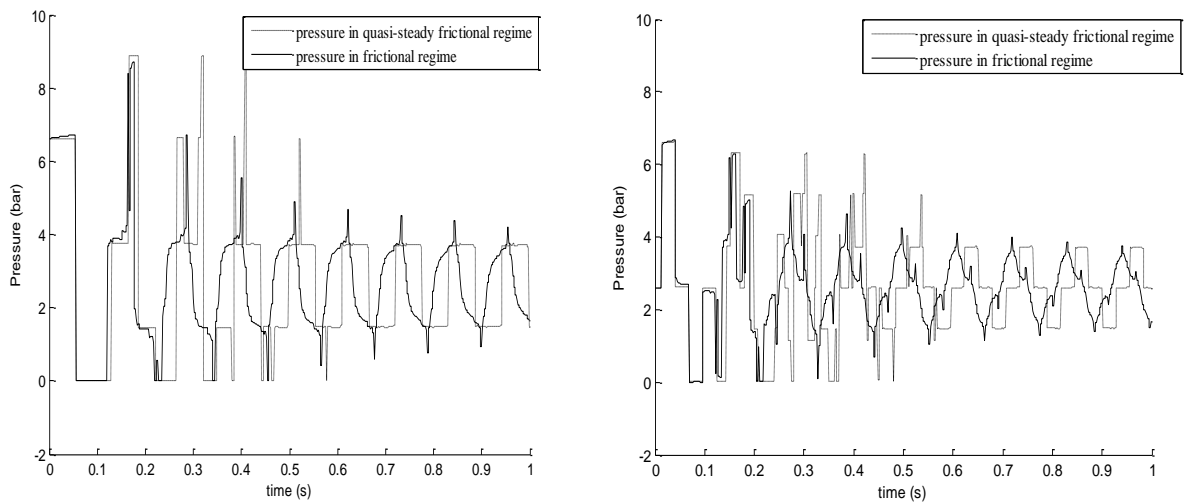 pressure in quasi-steady frictional regime
pressure in frictional regime
10
8
6
4
2
0
-2
Pressure (bar)
0 0.1 0.2 0.3 0.4 0.5 0.6 0.7 0.8 0.9 1
time (s)
pressure in quasi-steady frictional regime
pressure in frictional regime
10
8
6
4
2
0
-2
Pressure (bar)
0 0.1 0.2 0.3 0.4 0.5 0.6 0.7 0.8 0.9 1
time (s)